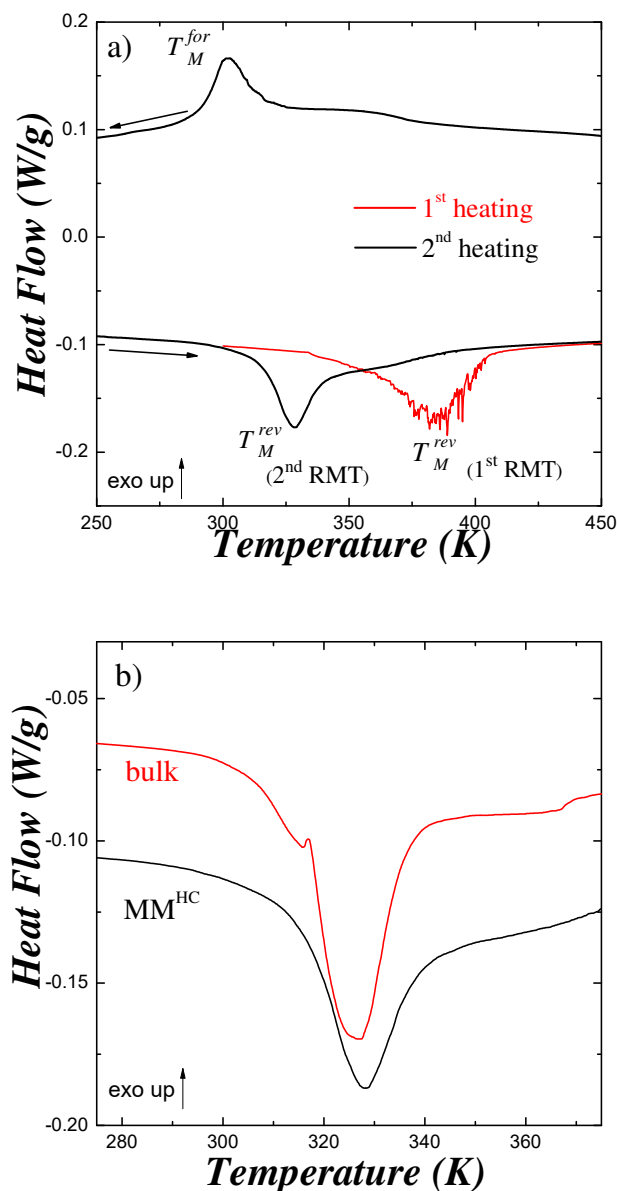 a)
T_M^for
0.2
0.1
0.0
-0.1
-0.2
Heat Flow (W/g)
1st heating
2nd heating
T_M^rev (2nd RMT)
T_M^rev (1st RMT)
exo up
250 300 350 400 450
Temperature (K)
b)
-0.05
-0.10
-0.15
-0.20
Heat Flow (W/g)
bulk
MM^HC
exo up
280 300 320 340 360
Temperature (K)